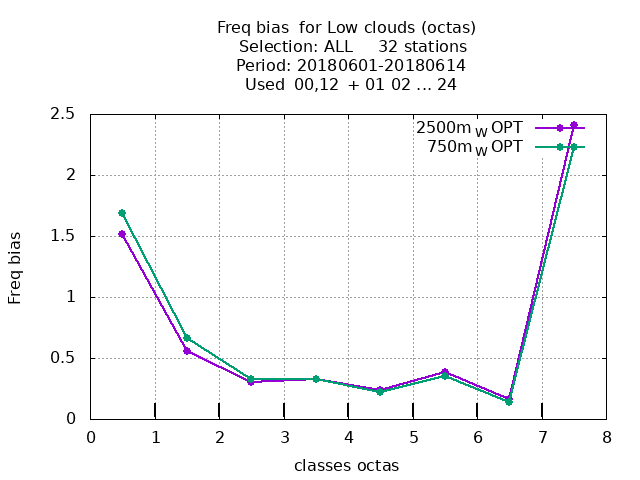 Freq bias  for Low clouds (octas)
Selection: ALL     32 stations
Period: 20180601-20180614
Used  00,12  + 01 02 ... 24
2500m W OPT
750m W OPT
2.5
2
1.5
1
0.5
0
Freq bias
0 1 2 3 4 5 6 7 8
classes octas